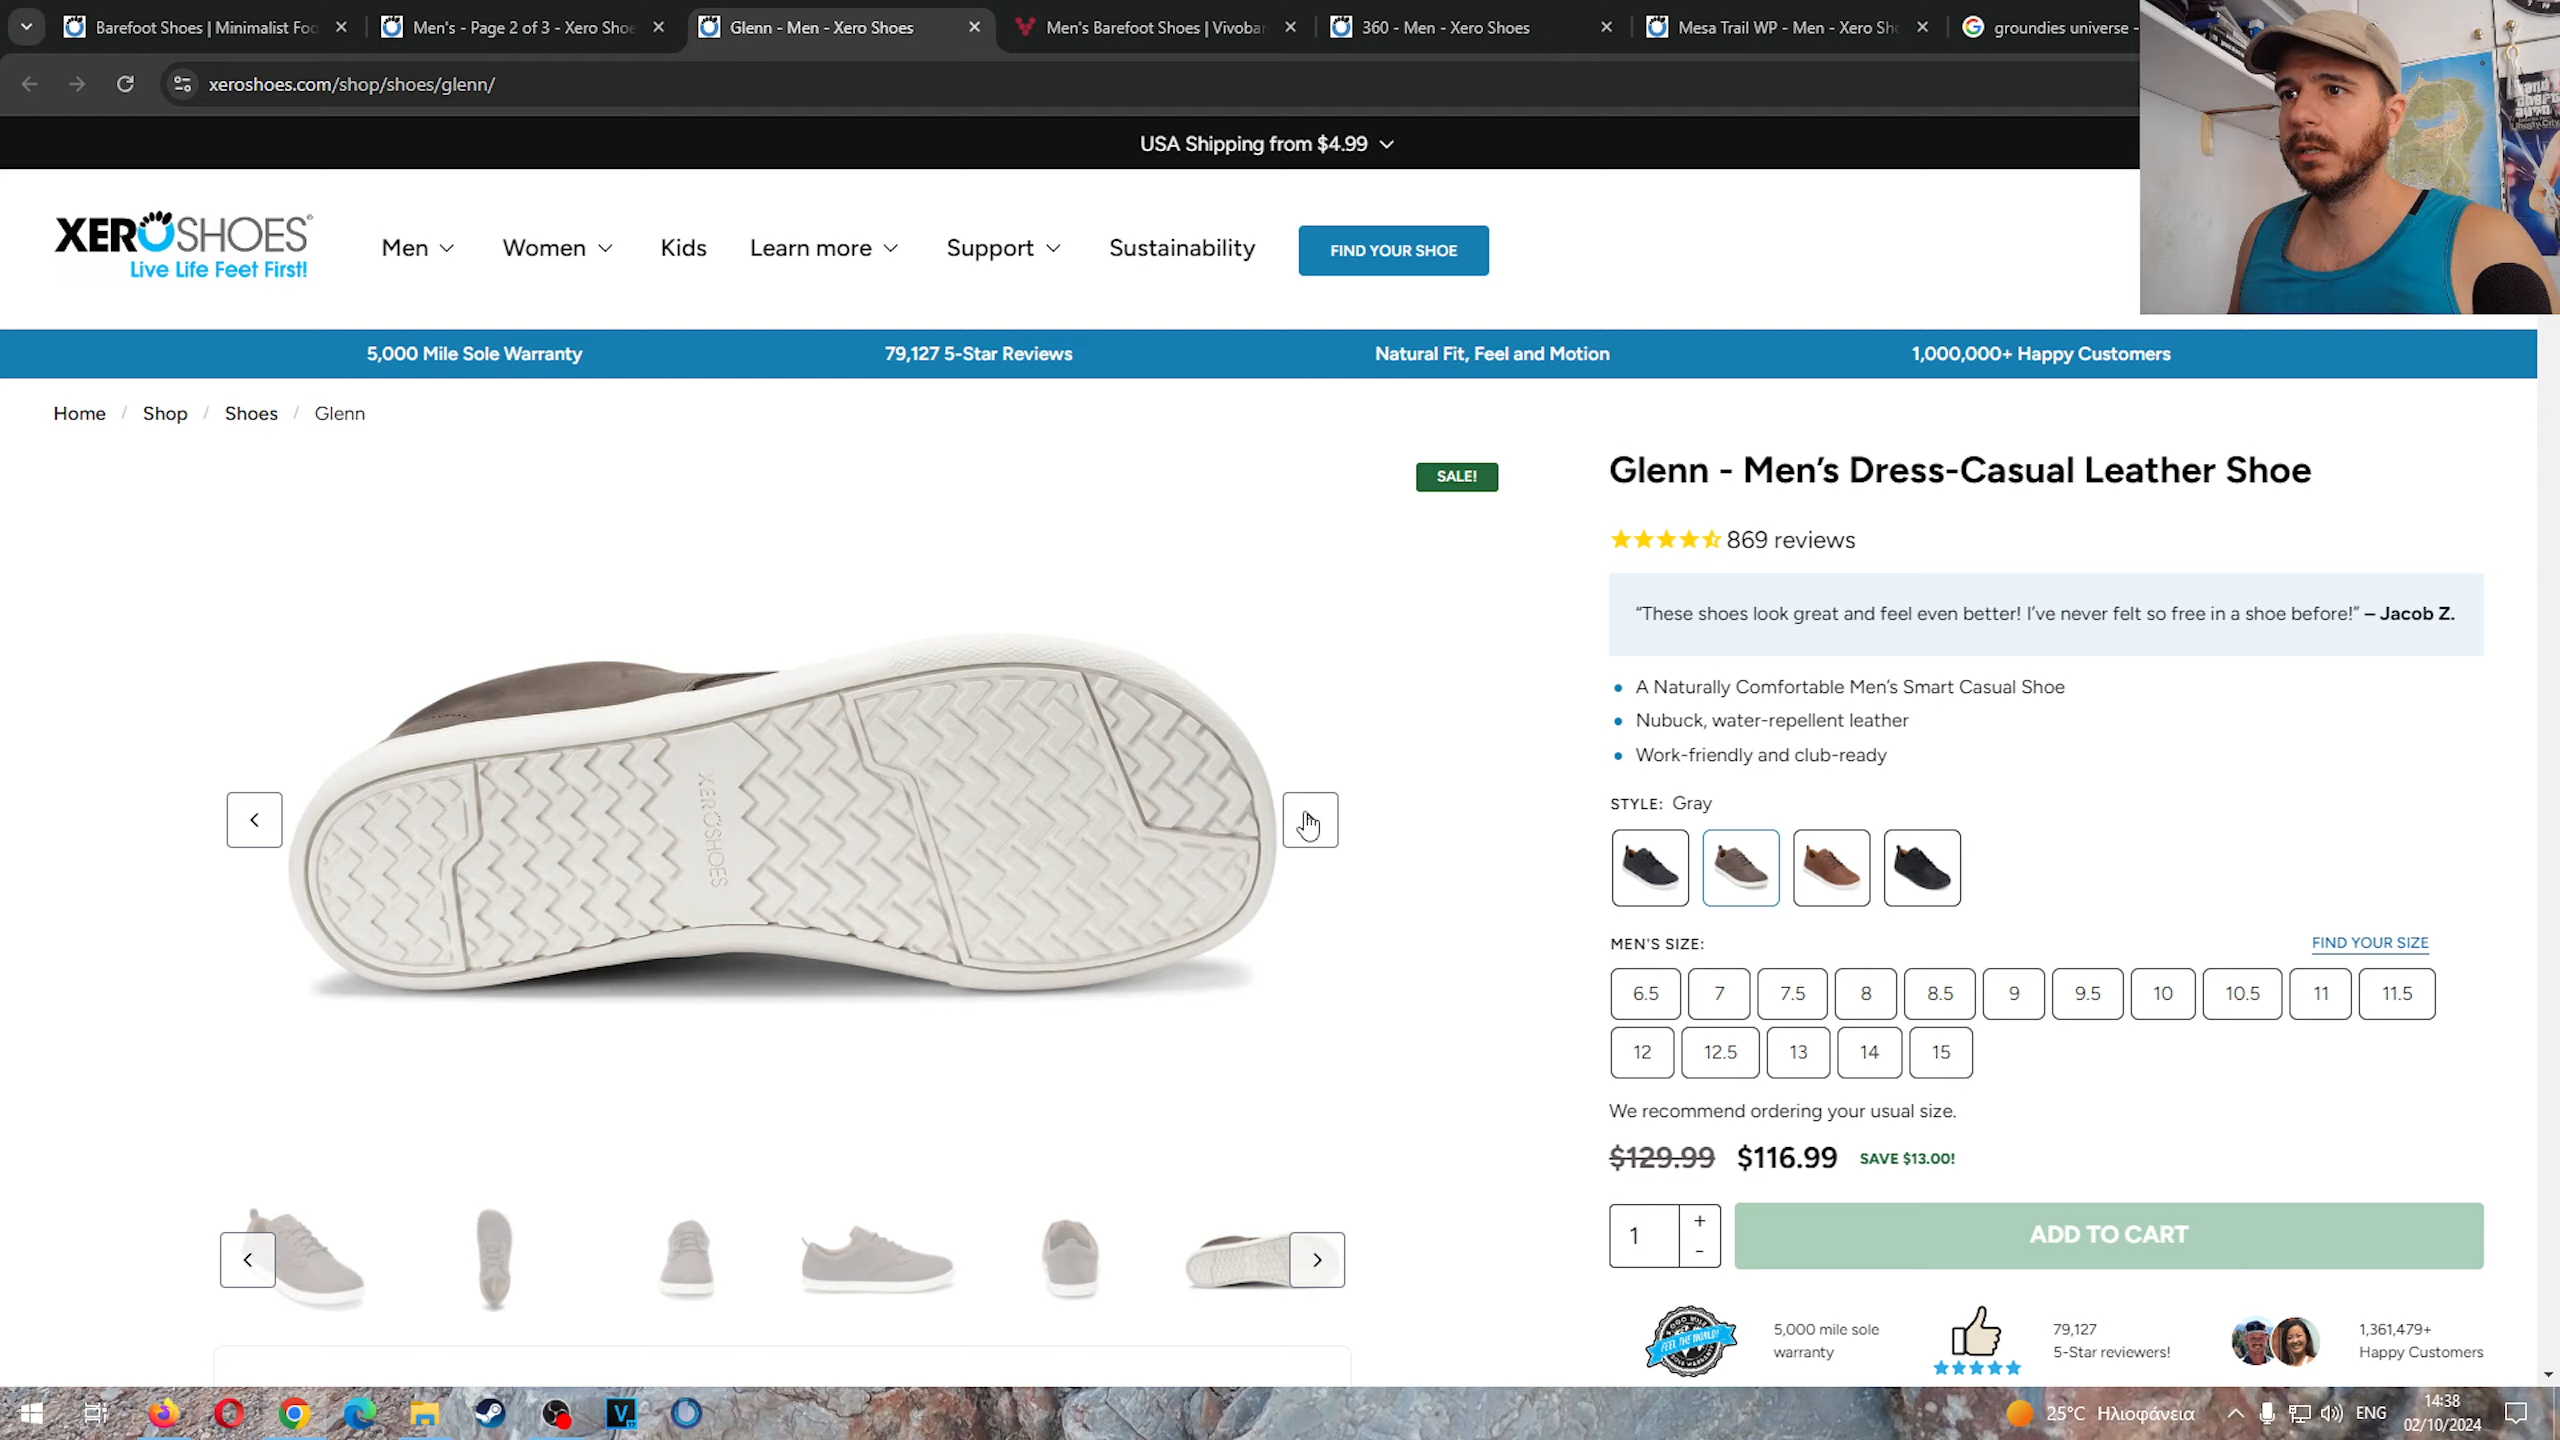 Barefoot Shoes | Minimalist Foo
Men's - Page 2 of 3 - Xero Shoe
Glenn - Men - Xero Shoes
Men's Barefoot Shoes | Vivobar
360 - Men - Xero Shoes
Mesa Trail WP - Men - Xero Sho
groundies universe -
xeroshoes.com/shop/shoes/glenn/
USA Shipping from $4.99
XEROSHOES
Live Life Feet First!
Men
Women
Kids
Learn more
Support
Sustainability
FIND YOUR SHOE
5,000 Mile Sole Warranty
79,127 5-Star Reviews
Natural Fit, Feel and Motion
1,000,000+ Happy Customers
Home / Shop / Shoes / Glenn
SALE!
XEROSHOES
Glenn - Men’s Dress-Casual Leather Shoe
869 reviews
“These shoes look great and feel even better! I’ve never felt so free in a shoe before!” – Jacob Z.
A Naturally Comfortable Men’s Smart Casual Shoe
Nubuck, water-repellent leather
Work-friendly and club-ready
STYLE: Gray
MEN'S SIZE:
FIND YOUR SIZE
6.5 7 7.5 8 8.5 9 9.5 10 10.5 11 11.5
12 12.5 13 14 15
We recommend ordering your usual size.
$129.99 $116.99 SAVE $13.00!
1
+
-
ADD TO CART
FEEL THE WORLD!
5,000 mile sole
warranty
79,127
5-Star reviewers!
1,361,479+
Happy Customers
25°C Ηλιοφάνεια
ENG
14:38
02/10/2024